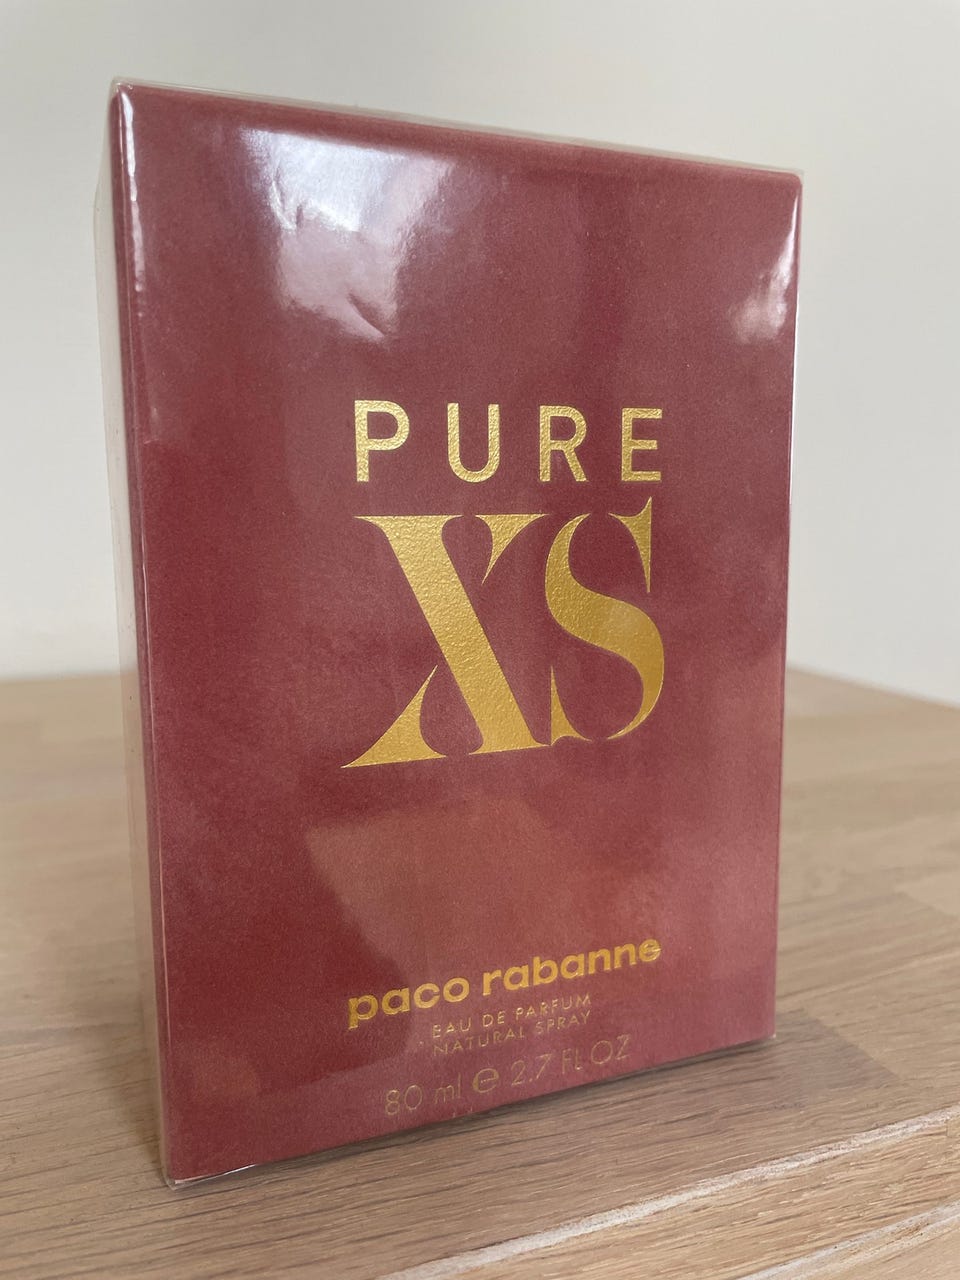 PURE
XS
paco rabanne
EAU DE PARFUM
NATURAL SPRAY
80 ml ℮ 2.7 FL.OZ